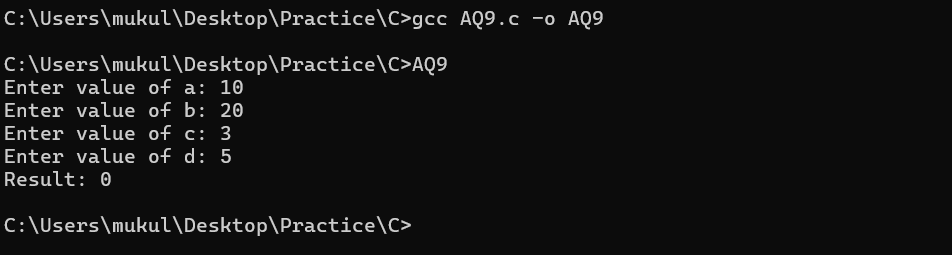 C:\Users\mukul\Desktop\Practice\C>gcc AQ9.c -o AQ9
C:\Users\mukul\Desktop\Practice\C>AQ9
Enter value of a: 10
Enter value of b: 20
Enter value of c: 3
Enter value of d: 5
Result: 0
C:\Users\mukul\Desktop\Practice\C>